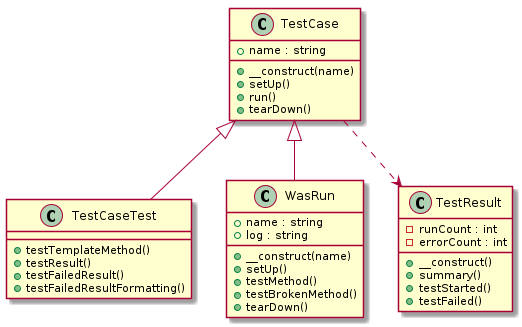 C TestCase
name : string
__construct(name)
setUp()
run()
tearDown()
C TestCaseTest
testTemplateMethod()
testResult()
testFailedResult()
testFailedResultFormatting()
C WasRun
name : string
log : string
__construct(name)
setUp()
testMethod()
testBrokenMethod()
tearDown()
C TestResult
runCount : int
errorCount : int
__construct()
summary()
testStarted()
testFailed()